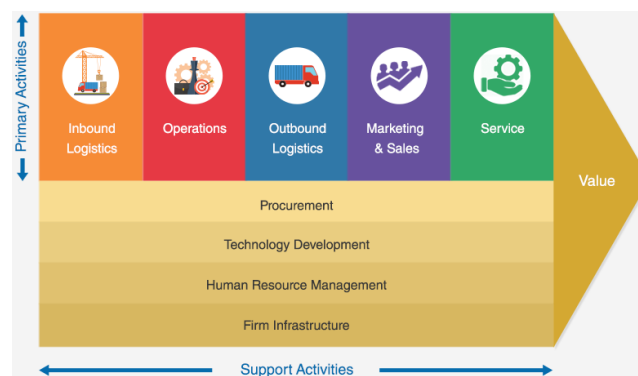 Primary Activities
Inbound
Logistics
Operations
Outbound
Logistics
Marketing
& Sales
Service
Value
Procurement
Technology Development
Human Resource Management
Firm Infrastructure
Support Activities